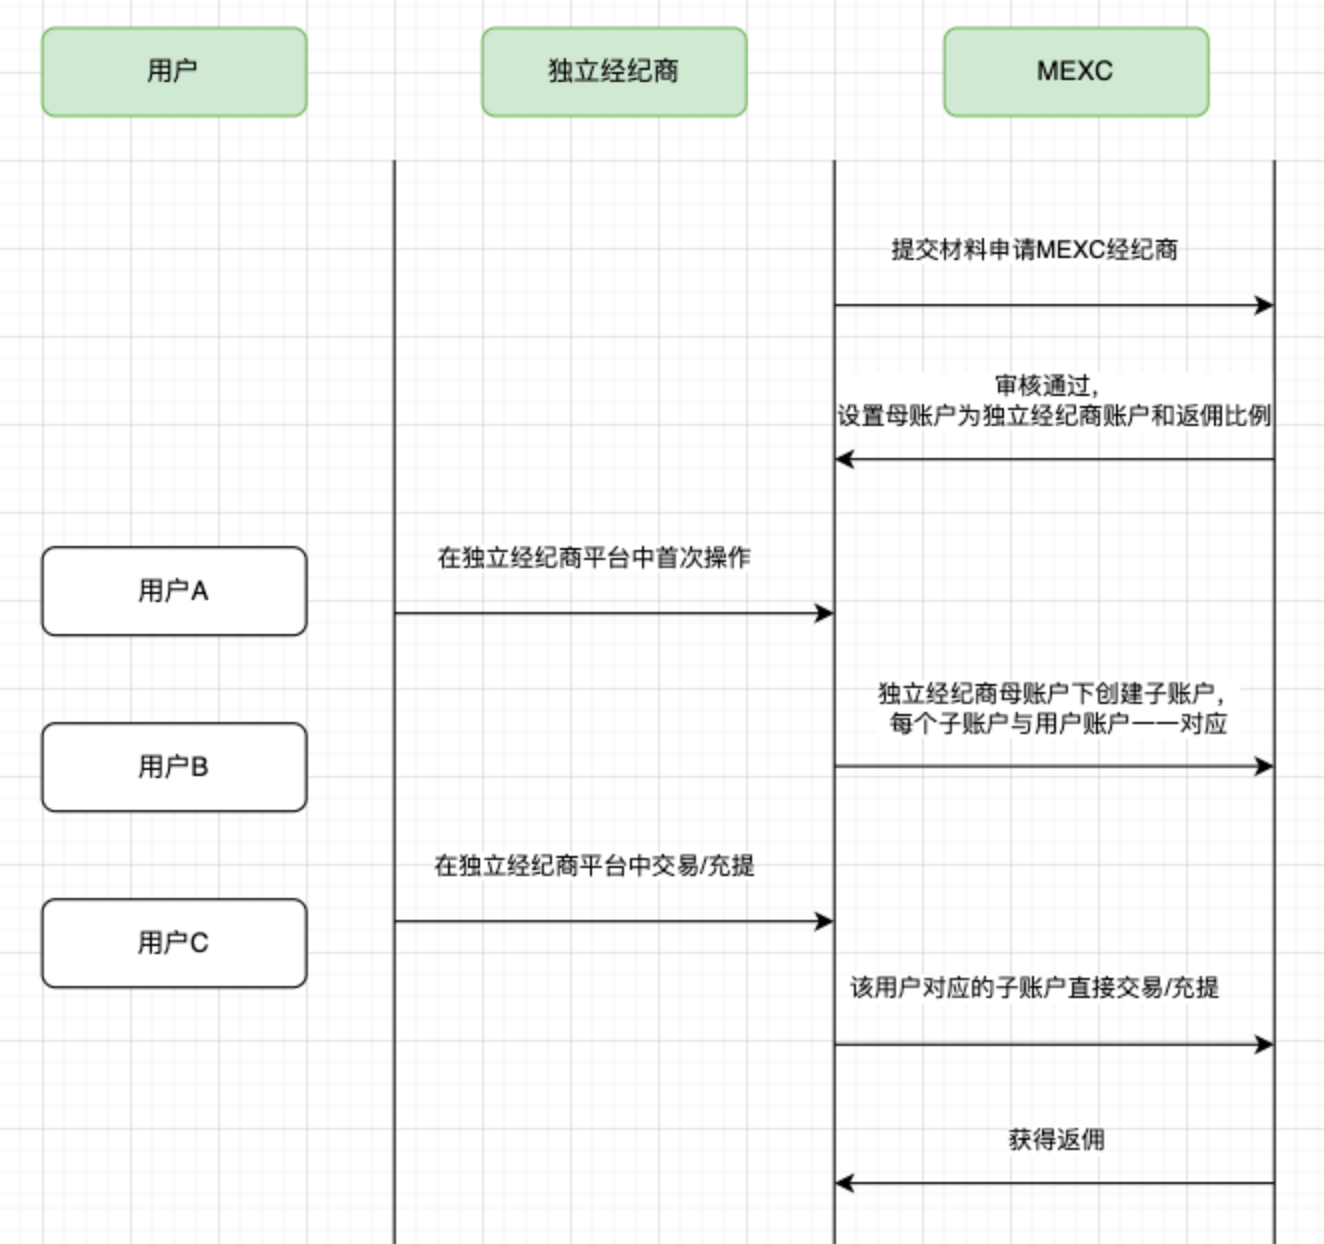 用户
独立经纪商
MEXC
提交材料申请MEXC经纪商
审核通过，
设置母账户为独立经纪商账户和返佣比例
在独立经纪商平台中首次操作
用户A
独立经纪商母账户下创建子账户，
每个子账户与用户账户一一对应
用户B
在独立经纪商平台中交易/充提
用户C
该用户对应的子账户直接交易/充提
获得返佣